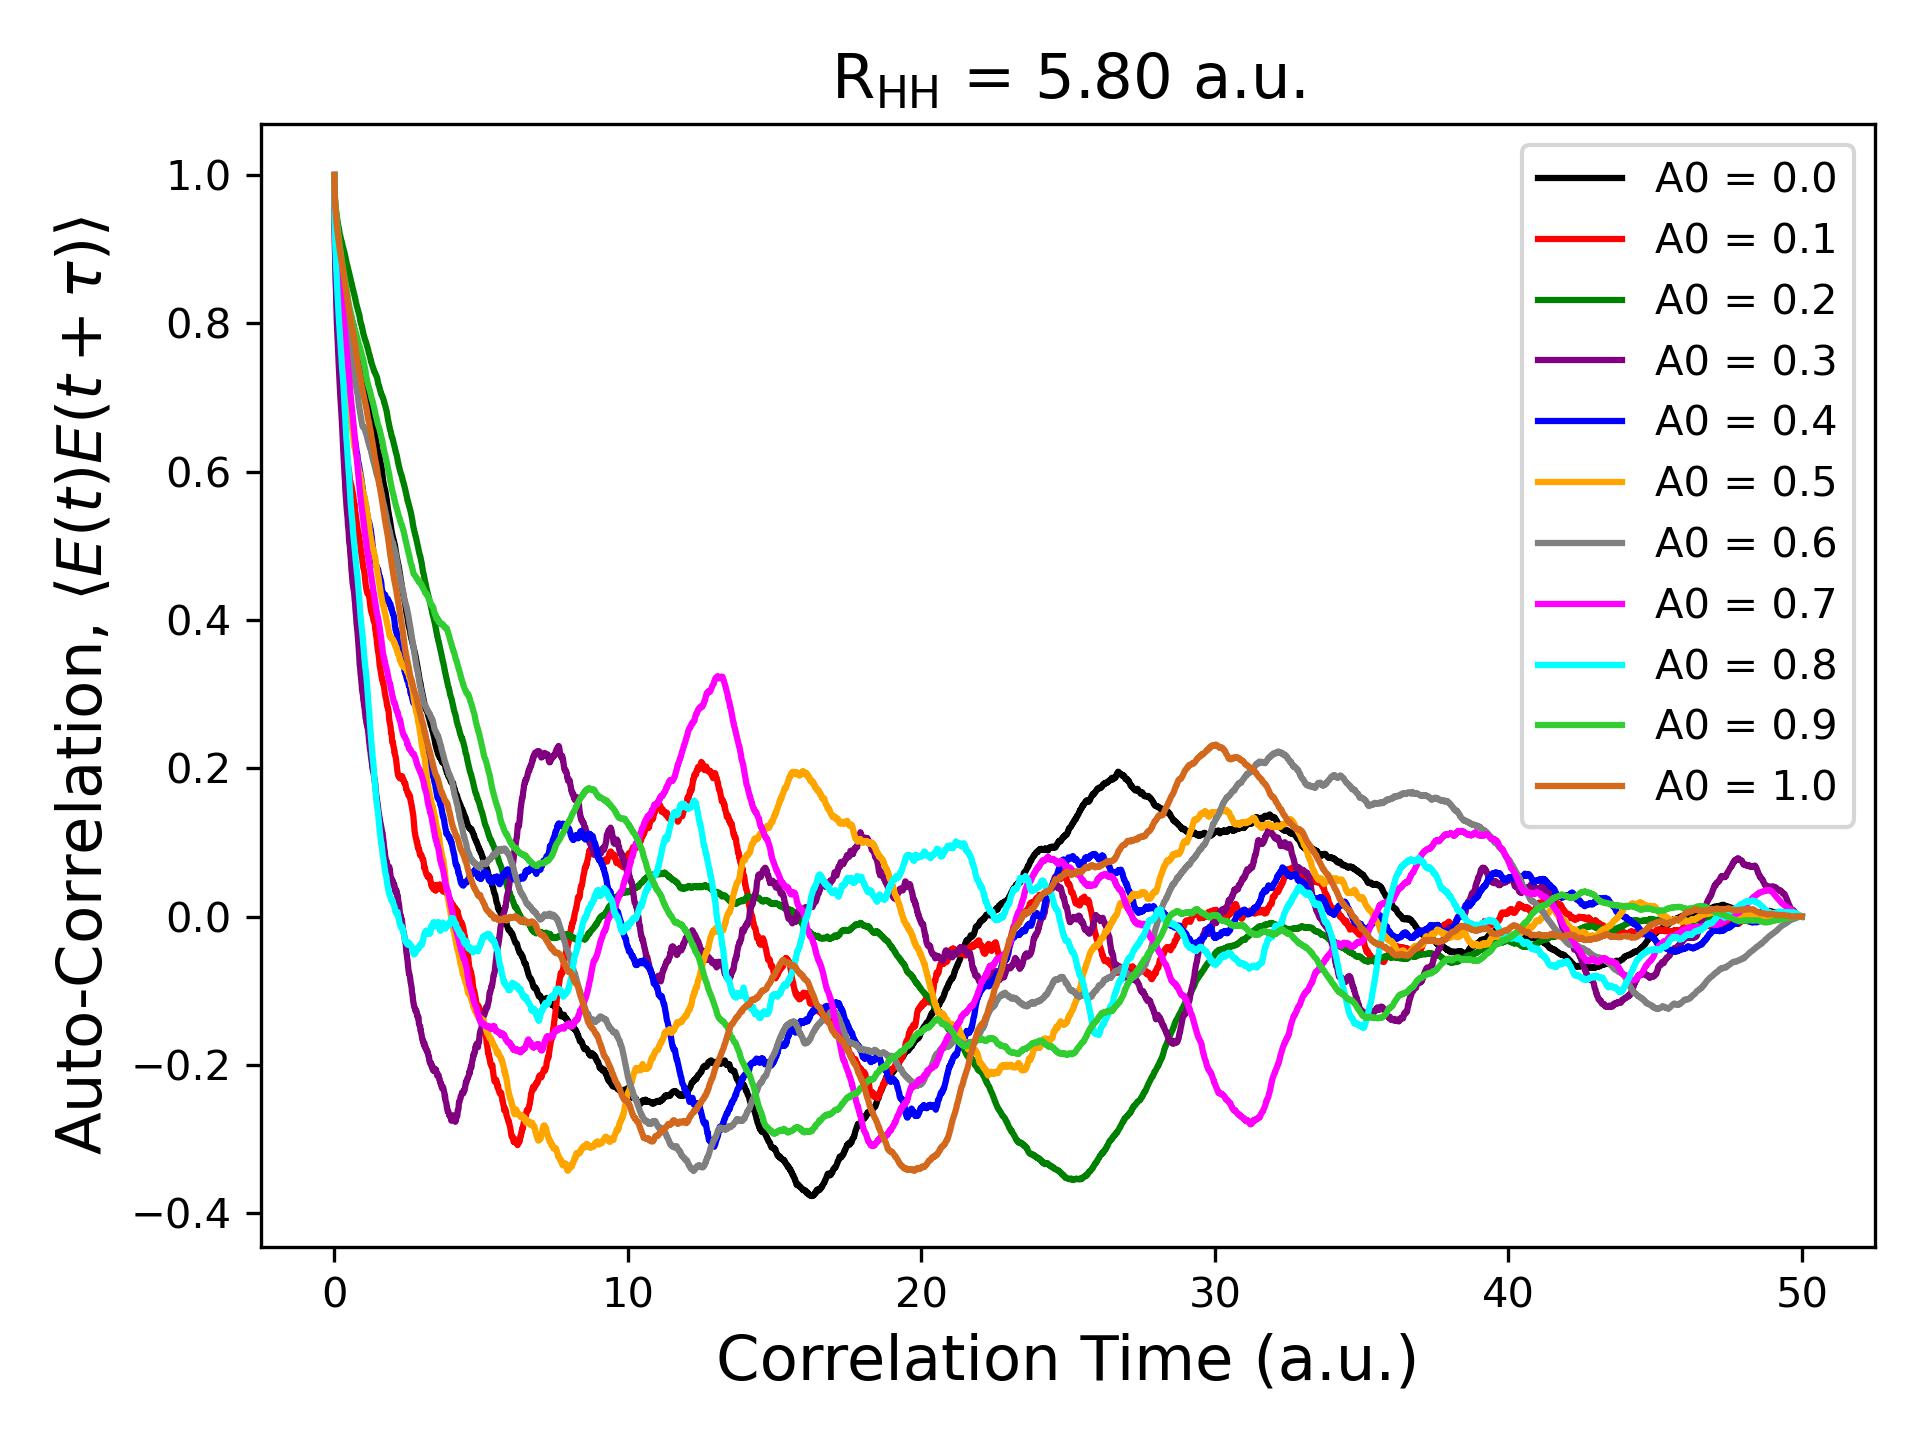 R_HH = 5.80 a.u.
Auto-Correlation, ⟨E(t)E(t + τ)⟩
1.0
0.8
0.6
0.4
0.2
0.0
−0.2
−0.4
A0 = 0.0
A0 = 0.1
A0 = 0.2
A0 = 0.3
A0 = 0.4
A0 = 0.5
A0 = 0.6
A0 = 0.7
A0 = 0.8
A0 = 0.9
A0 = 1.0
0 10 20 30 40 50
Correlation Time (a.u.)